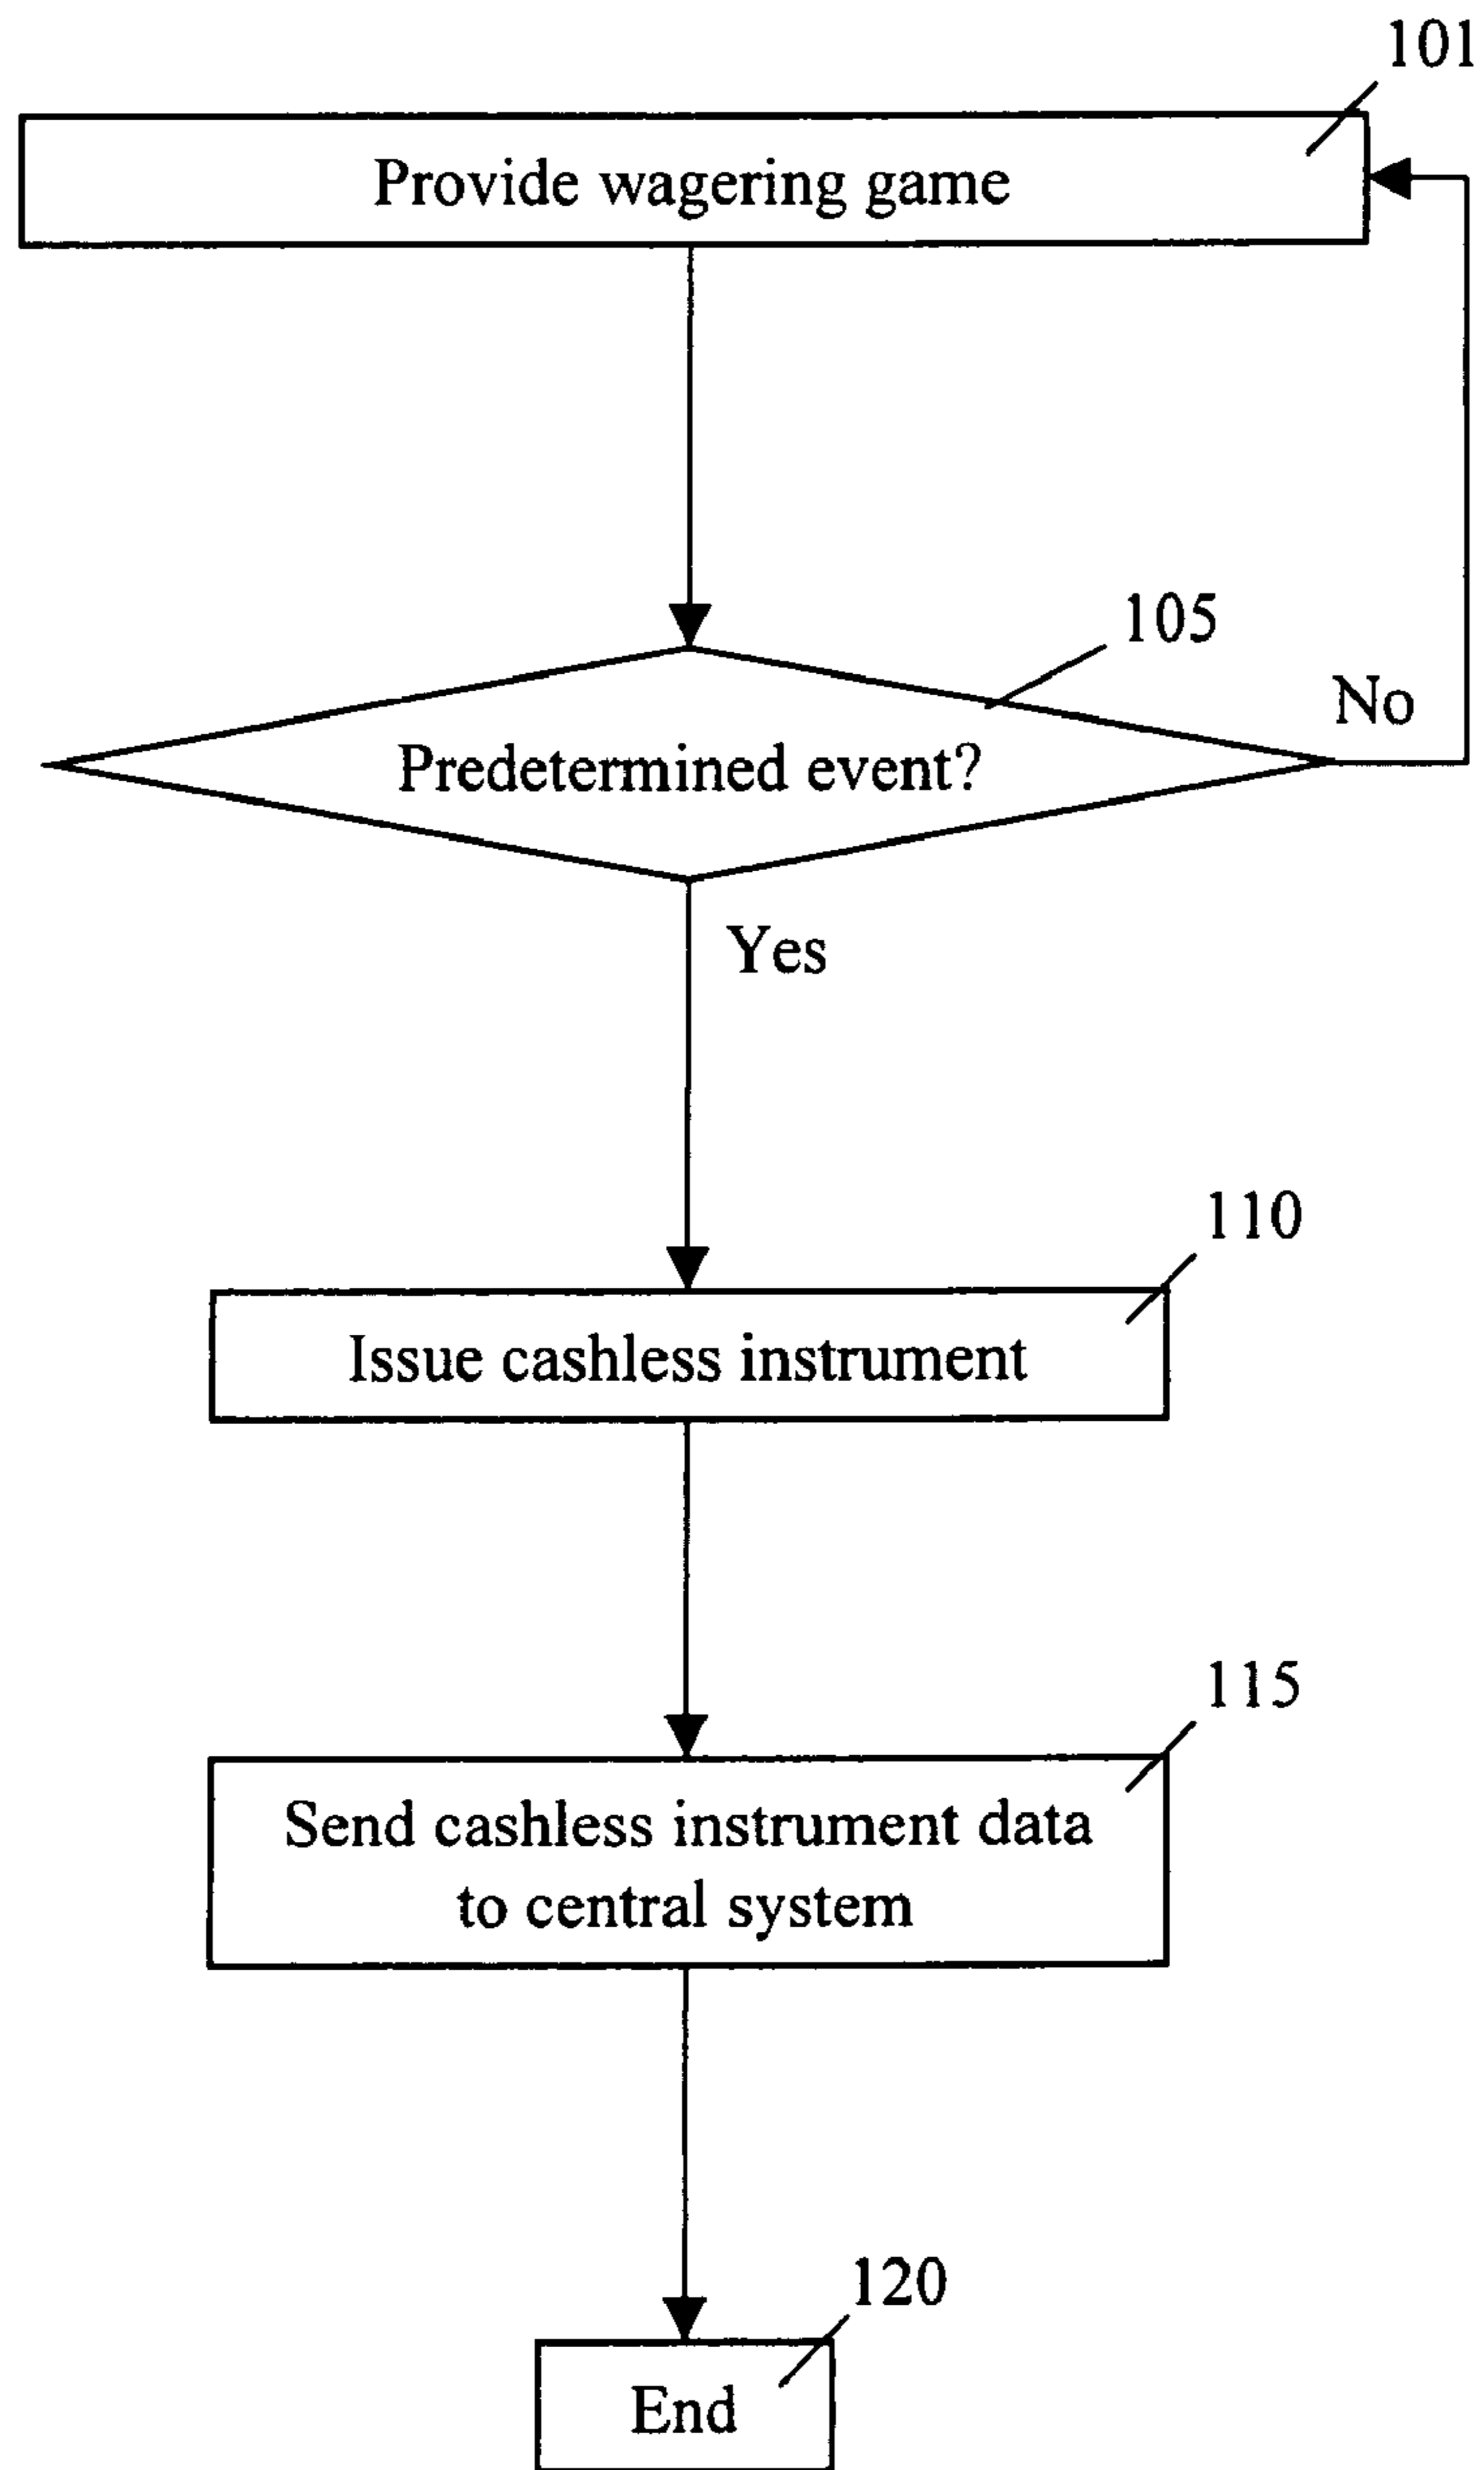 101
Provide wagering game
105
No
Predetermined event?
Yes
110
Issue cashless instrument
115
Send cashless instrument data
to central system
120
End